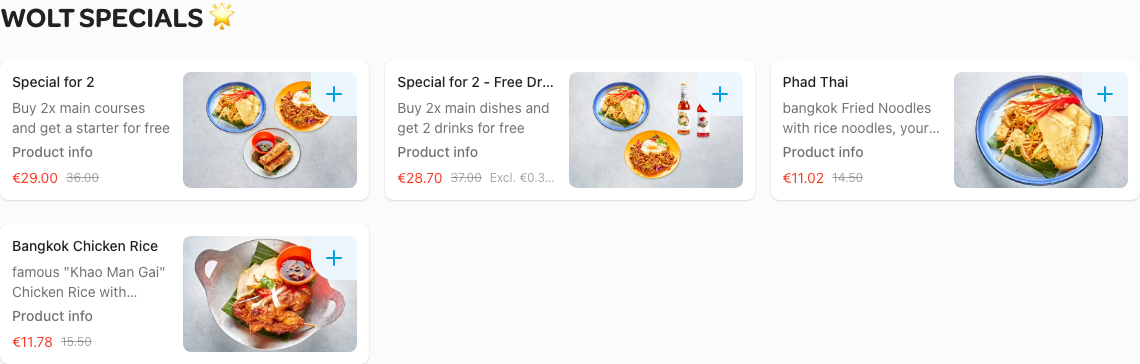 WOLT SPECIALS 🌟
Special for 2
Buy 2x main courses
and get a starter for free
Product info
€29.00 36.00
Special for 2 - Free Dr...
Buy 2x main dishes and
get 2 drinks for free
Product info
€28.70 37.00 Excl. €0.3...
Phad Thai
bangkok Fried Noodles
with rice noodles, your...
Product info
€11.02 14.50
Bangkok Chicken Rice
famous "Khao Man Gai"
Chicken Rice with...
Product info
€11.78 15.50